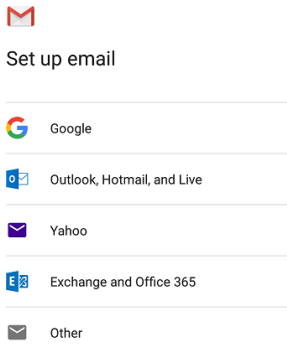 Set up email
Google
Outlook, Hotmail, and Live
Yahoo
Exchange and Office 365
Other